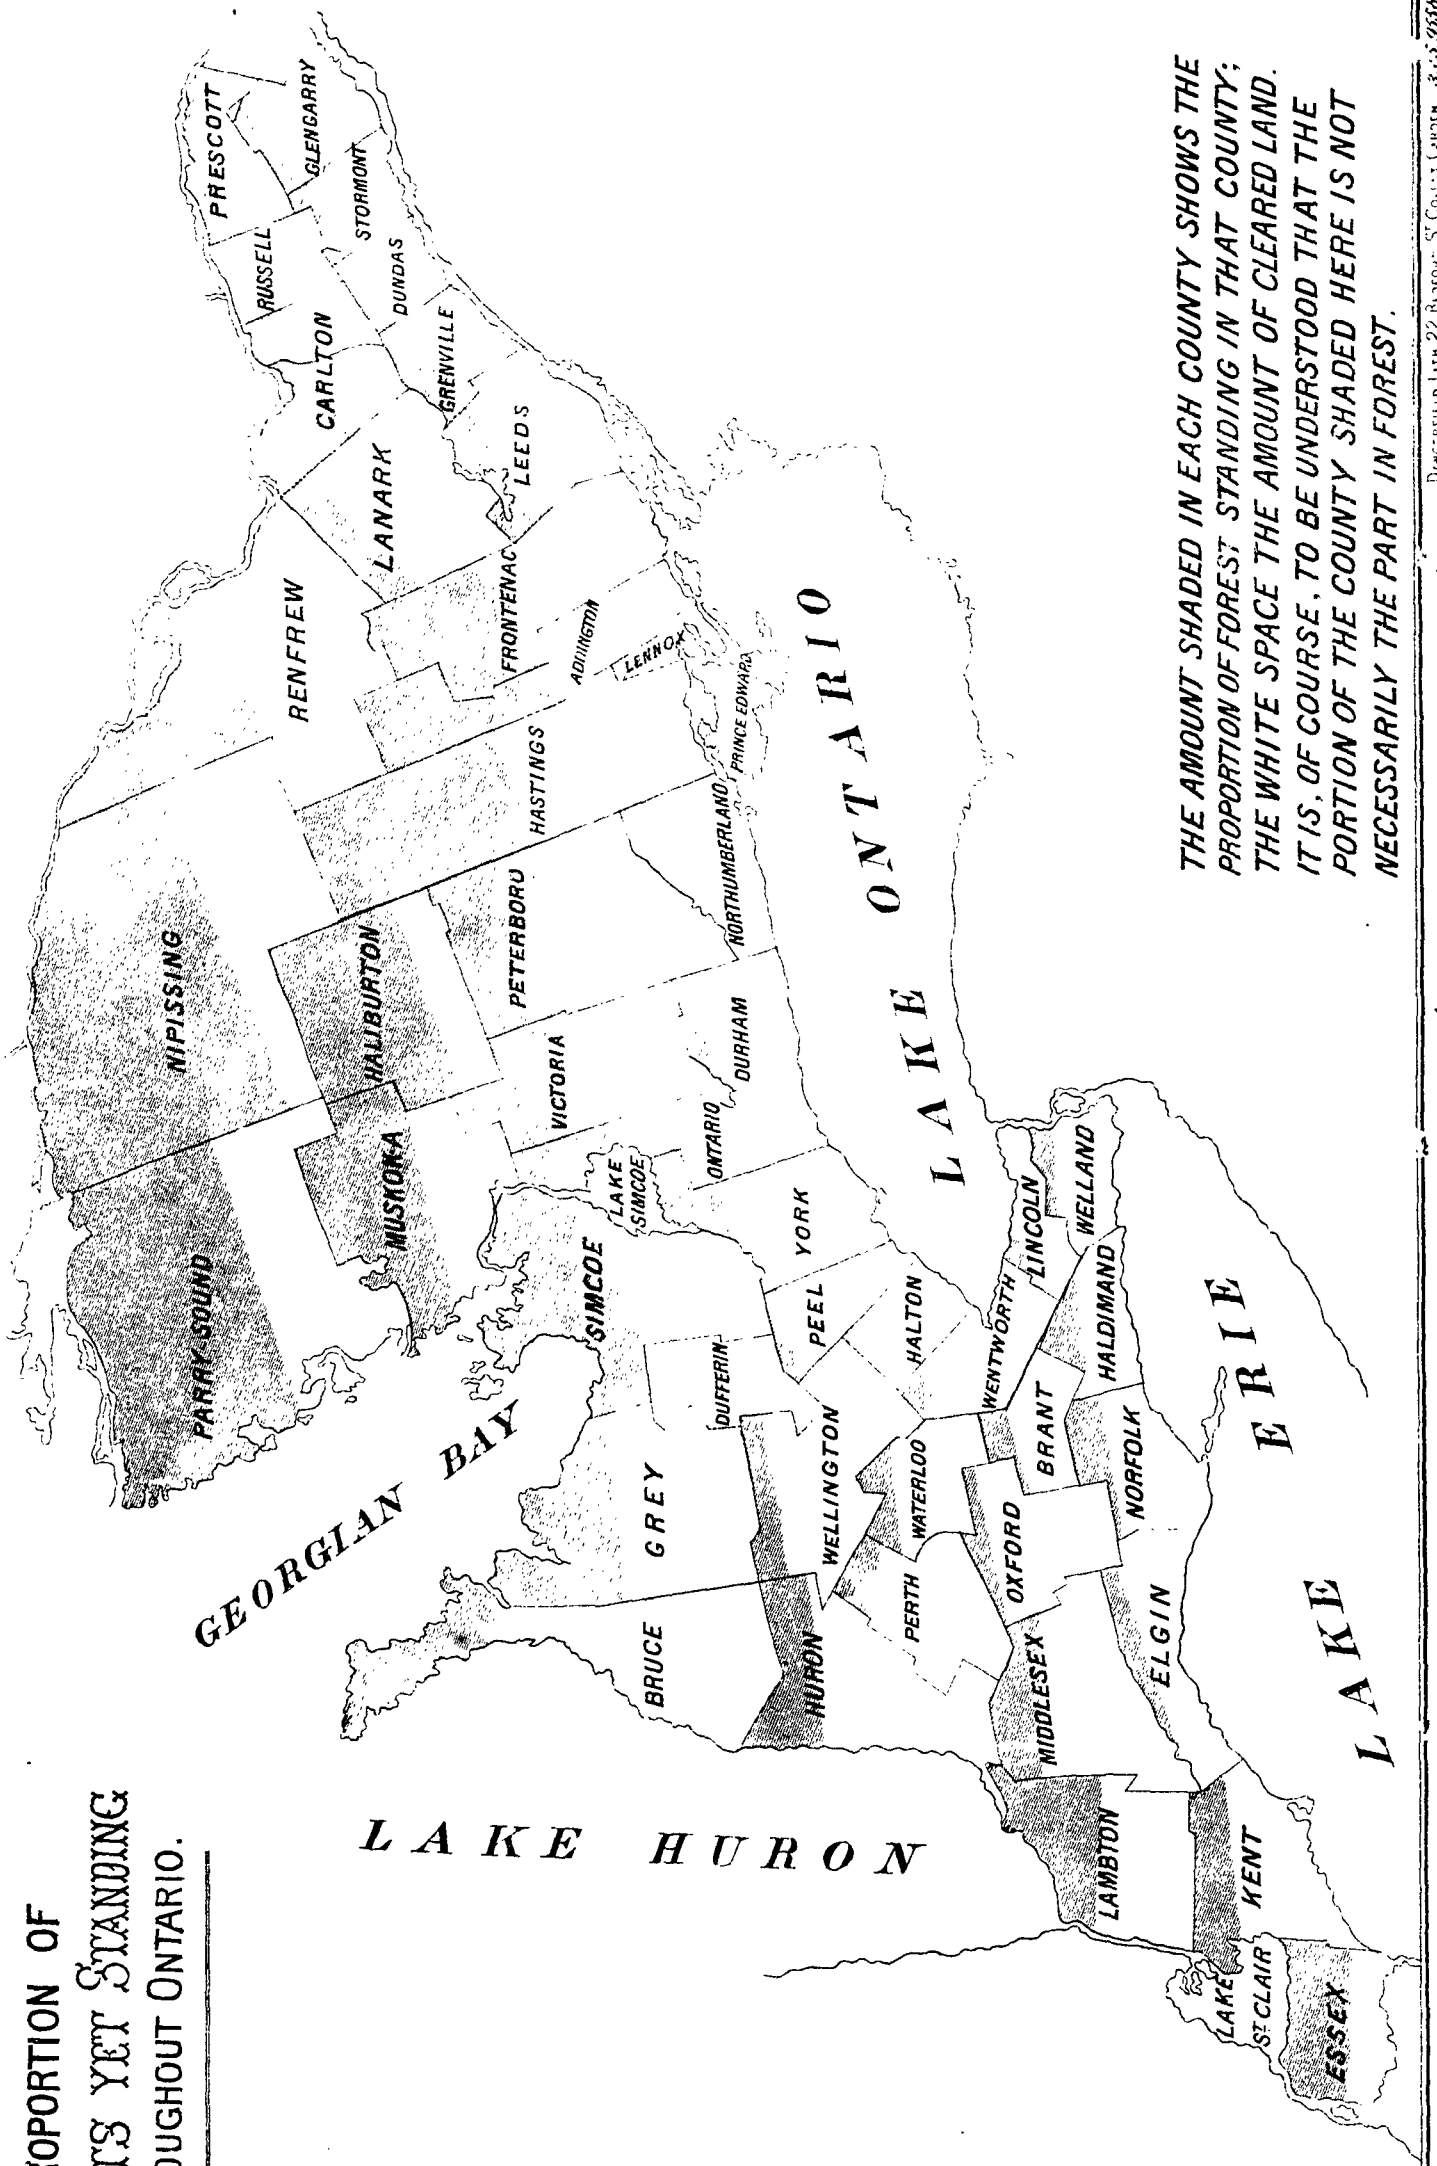 OPORTION OF
TS YET STANDING
OUGHOUT ONTARIO.
PRESCOTT
GLENGARRY
RUSSELL
STORMONT
DUNDAS
CARLTON
GRENVILLE
LEEDS
LANARK
RENFREW
FRONTENAC
ADDINGTON
LENNOX
PRINCE EDWARD
HASTINGS
NORTHUMBERLAND
PETERBORO
HALIBURTON
NIPISSING
VICTORIA
DURHAM
ONTARIO
MUSKOKA
PARRY SOUND
LAKE
SIMCOE
SIMCOE
YORK
PEEL
HALTON
DUFFERIN
GREY
WELLINGTON
WATERLOO
WENTWORTH
LINCOLN
WELLAND
HALDIMAND
BRANT
NORFOLK
OXFORD
PERTH
BRUCE
HURON
MIDDLESEX
ELGIN
LAMBTON
KENT
ESSEX
LAKE
ST CLAIR
GEORGIAN BAY
LAKE HURON
LAKE ONTARIO
LAKE ERIE
THE AMOUNT SHADED IN EACH COUNTY SHOWS THE
PROPORTION OF FOREST STANDING IN THAT COUNTY;
THE WHITE SPACE THE AMOUNT OF CLEARED LAND.
IT IS, OF COURSE, TO BE UNDERSTOOD THAT THE
PORTION OF THE COUNTY SHADED HERE IS NOT
NECESSARILY THE PART IN FOREST.